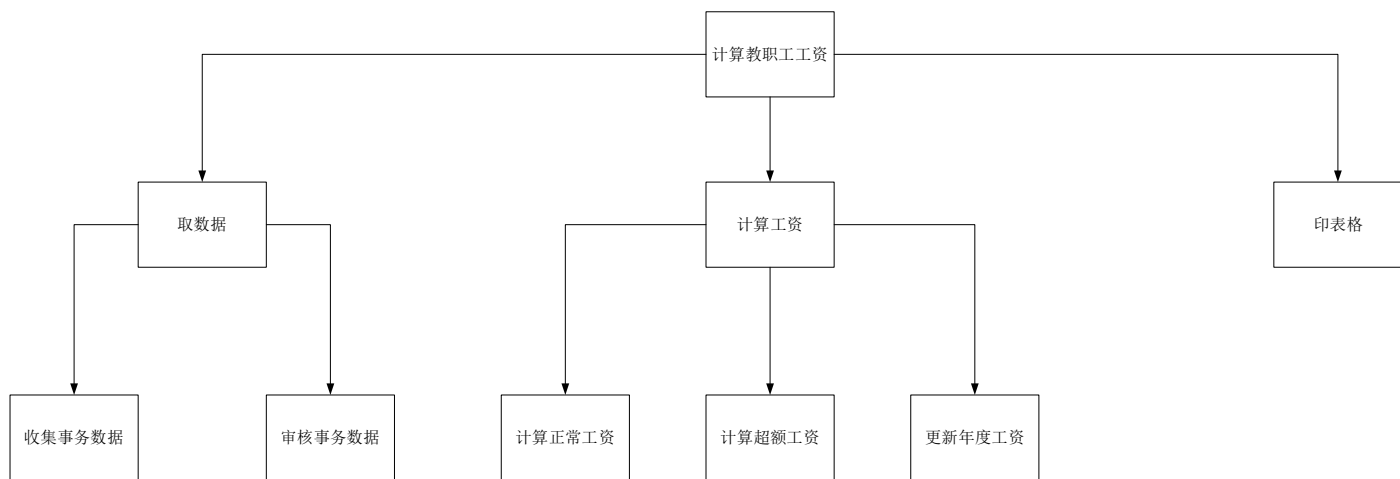 计算教职工工资
取数据
计算工资
印表格
收集事务数据
审核事务数据
计算正常工资
计算超额工资
更新年度工资